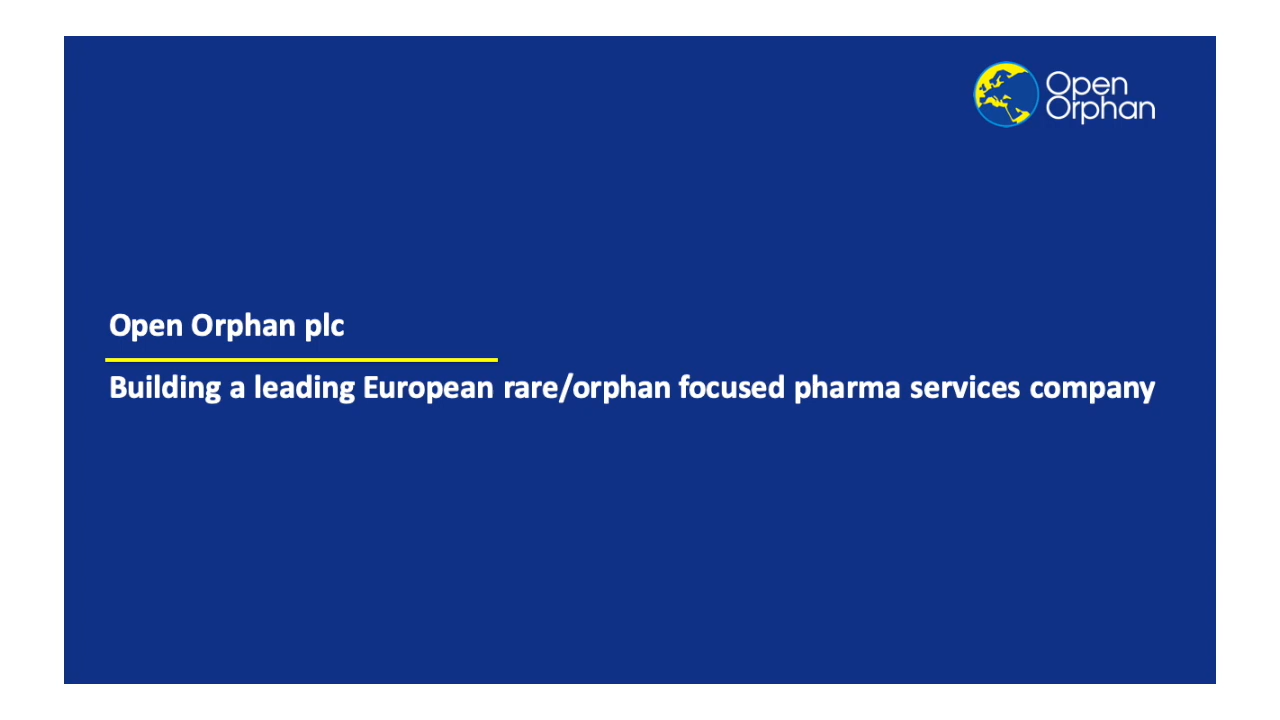 Open
Orphan
Open Orphan plc
Building a leading European rare/orphan focused pharma services company